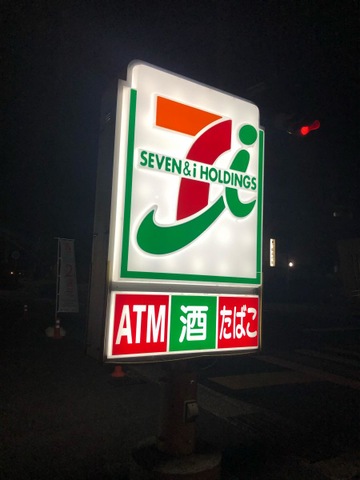 SEVEN & i HOLDINGS
ATM 酒 たばこ